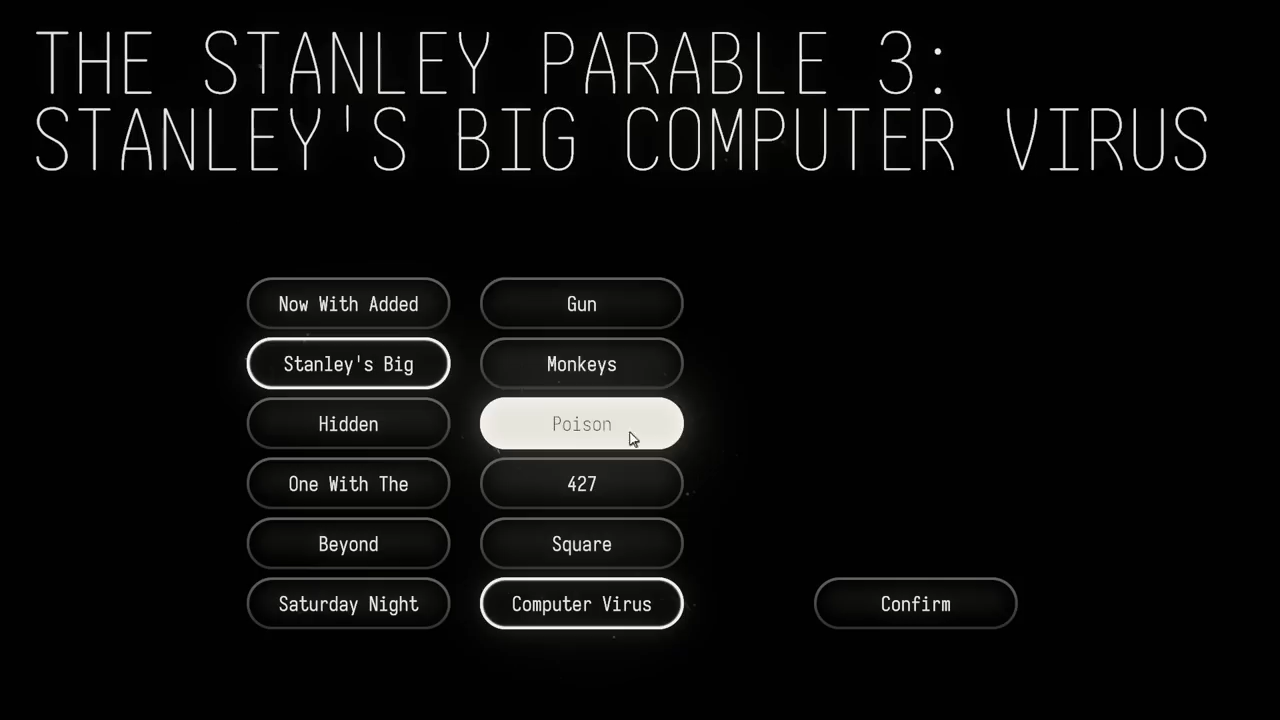 THE STANLEY PARABLE 3:
STANLEY'S BIG COMPUTER VIRUS
Now With Added
Gun
Stanley's Big
Monkeys
Hidden
Poison
One With The
427
Beyond
Square
Saturday Night
Computer Virus
Confirm